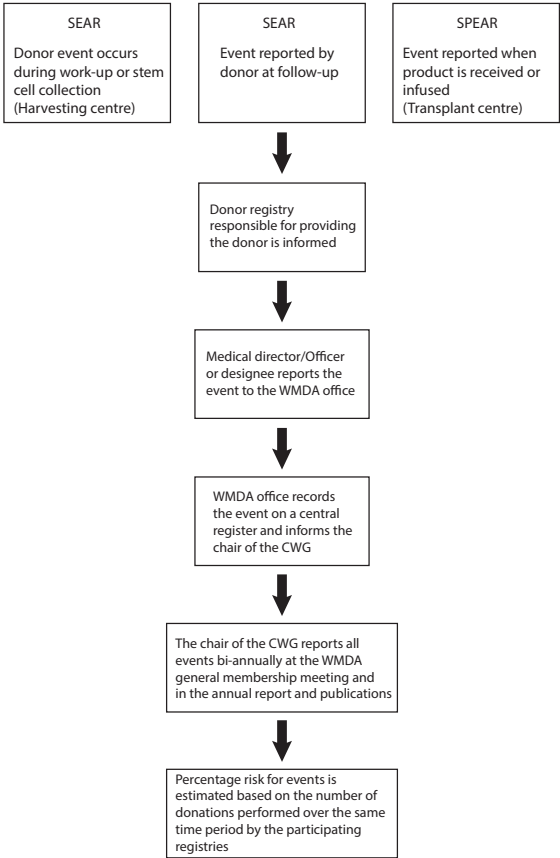 SEAR
Donor event occurs
during work-up or stem
cell collection
(Harvesting centre)
SEAR
Event reported by
donor at follow-up
SPEAR
Event reported when
product is received or
infused
(Transplant centre)
Donor registry
responsible for providing
the donor is informed
Medical director/Officer
or designee reports the
event to the WMDA office
WMDA office records
the event on a central
register and informs the
chair of the CWG
The chair of the CWG reports all
events bi-annually at the WMDA
general membership meeting and
in the annual report and publications
Percentage risk for events is
estimated based on the number of
donations performed over the same
time period by the participating
registries